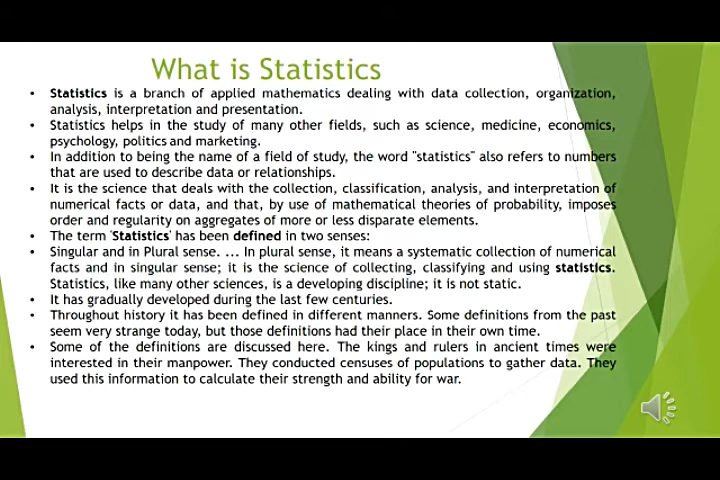 What is Statistics
• Statistics is a branch of applied mathematics dealing with data collection, organization,
analysis, interpretation and presentation.
• Statistics helps in the study of many other fields, such as science, medicine, economics,
psychology, politics and marketing.
• In addition to being the name of a field of study, the word "statistics" also refers to numbers
that are used to describe data or relationships.
• It is the science that deals with the collection, classification, analysis, and interpretation of
numerical facts or data, and that, by use of mathematical theories of probability, imposes
order and regularity on aggregates of more or less disparate elements.
• The term 'Statistics' has been defined in two senses:
• Singular and in Plural sense. ... In plural sense, it means a systematic collection of numerical
facts and in singular sense; it is the science of collecting, classifying and using statistics.
Statistics, like many other sciences, is a developing discipline; it is not static.
• It has gradually developed during the last few centuries.
• Throughout history it has been defined in different manners. Some definitions from the past
seem very strange today, but those definitions had their place in their own time.
• Some of the definitions are discussed here. The kings and rulers in ancient times were
interested in their manpower. They conducted censuses of populations to gather data. They
used this information to calculate their strength and ability for war.